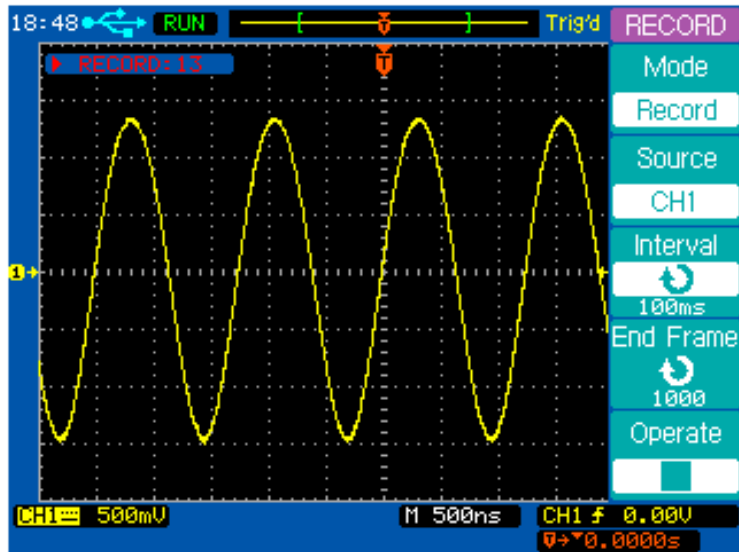 18:48 RUN T Trig'd RECORD
RECORD:13 T
Mode
Record
Source
CH1
Interval
100ms
End Frame
1000
Operate
1
CH1 500mV M 500ns CH1 0.00V
0.0000s